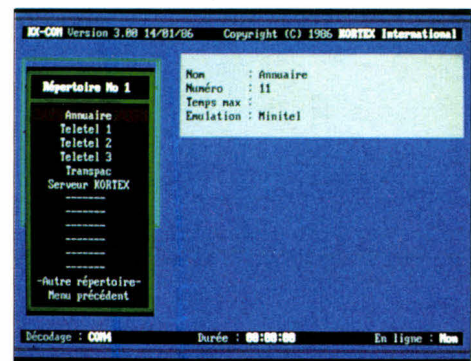 KX-COM Version 3.00 14/01/86 Copyright (C) 1986 KORTEX International
Répertoire No 1
Annuaire
Teletel 1
Teletel 2
Teletel 3
Transpac
Serveur KORTEX
-------
-------
-------
-------
-------
-------
-Autre répertoire-
Menu précédent
Nom : Annuaire
Numéro : 11
Temps max :
Emulation : Minitel
Décodage : COM4 Durée : 00:00:00 En ligne : Non